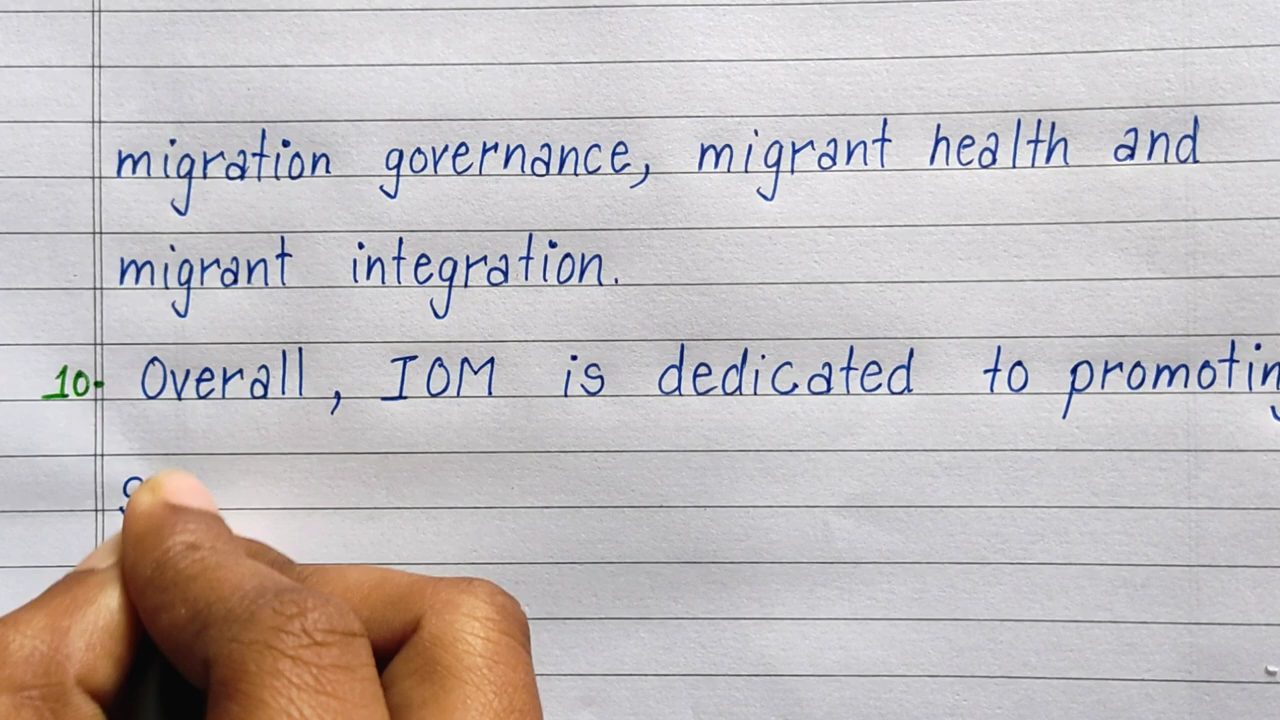 migration governance, migrant health and
migrant integration.
10- Overall, IOM is dedicated to promotin